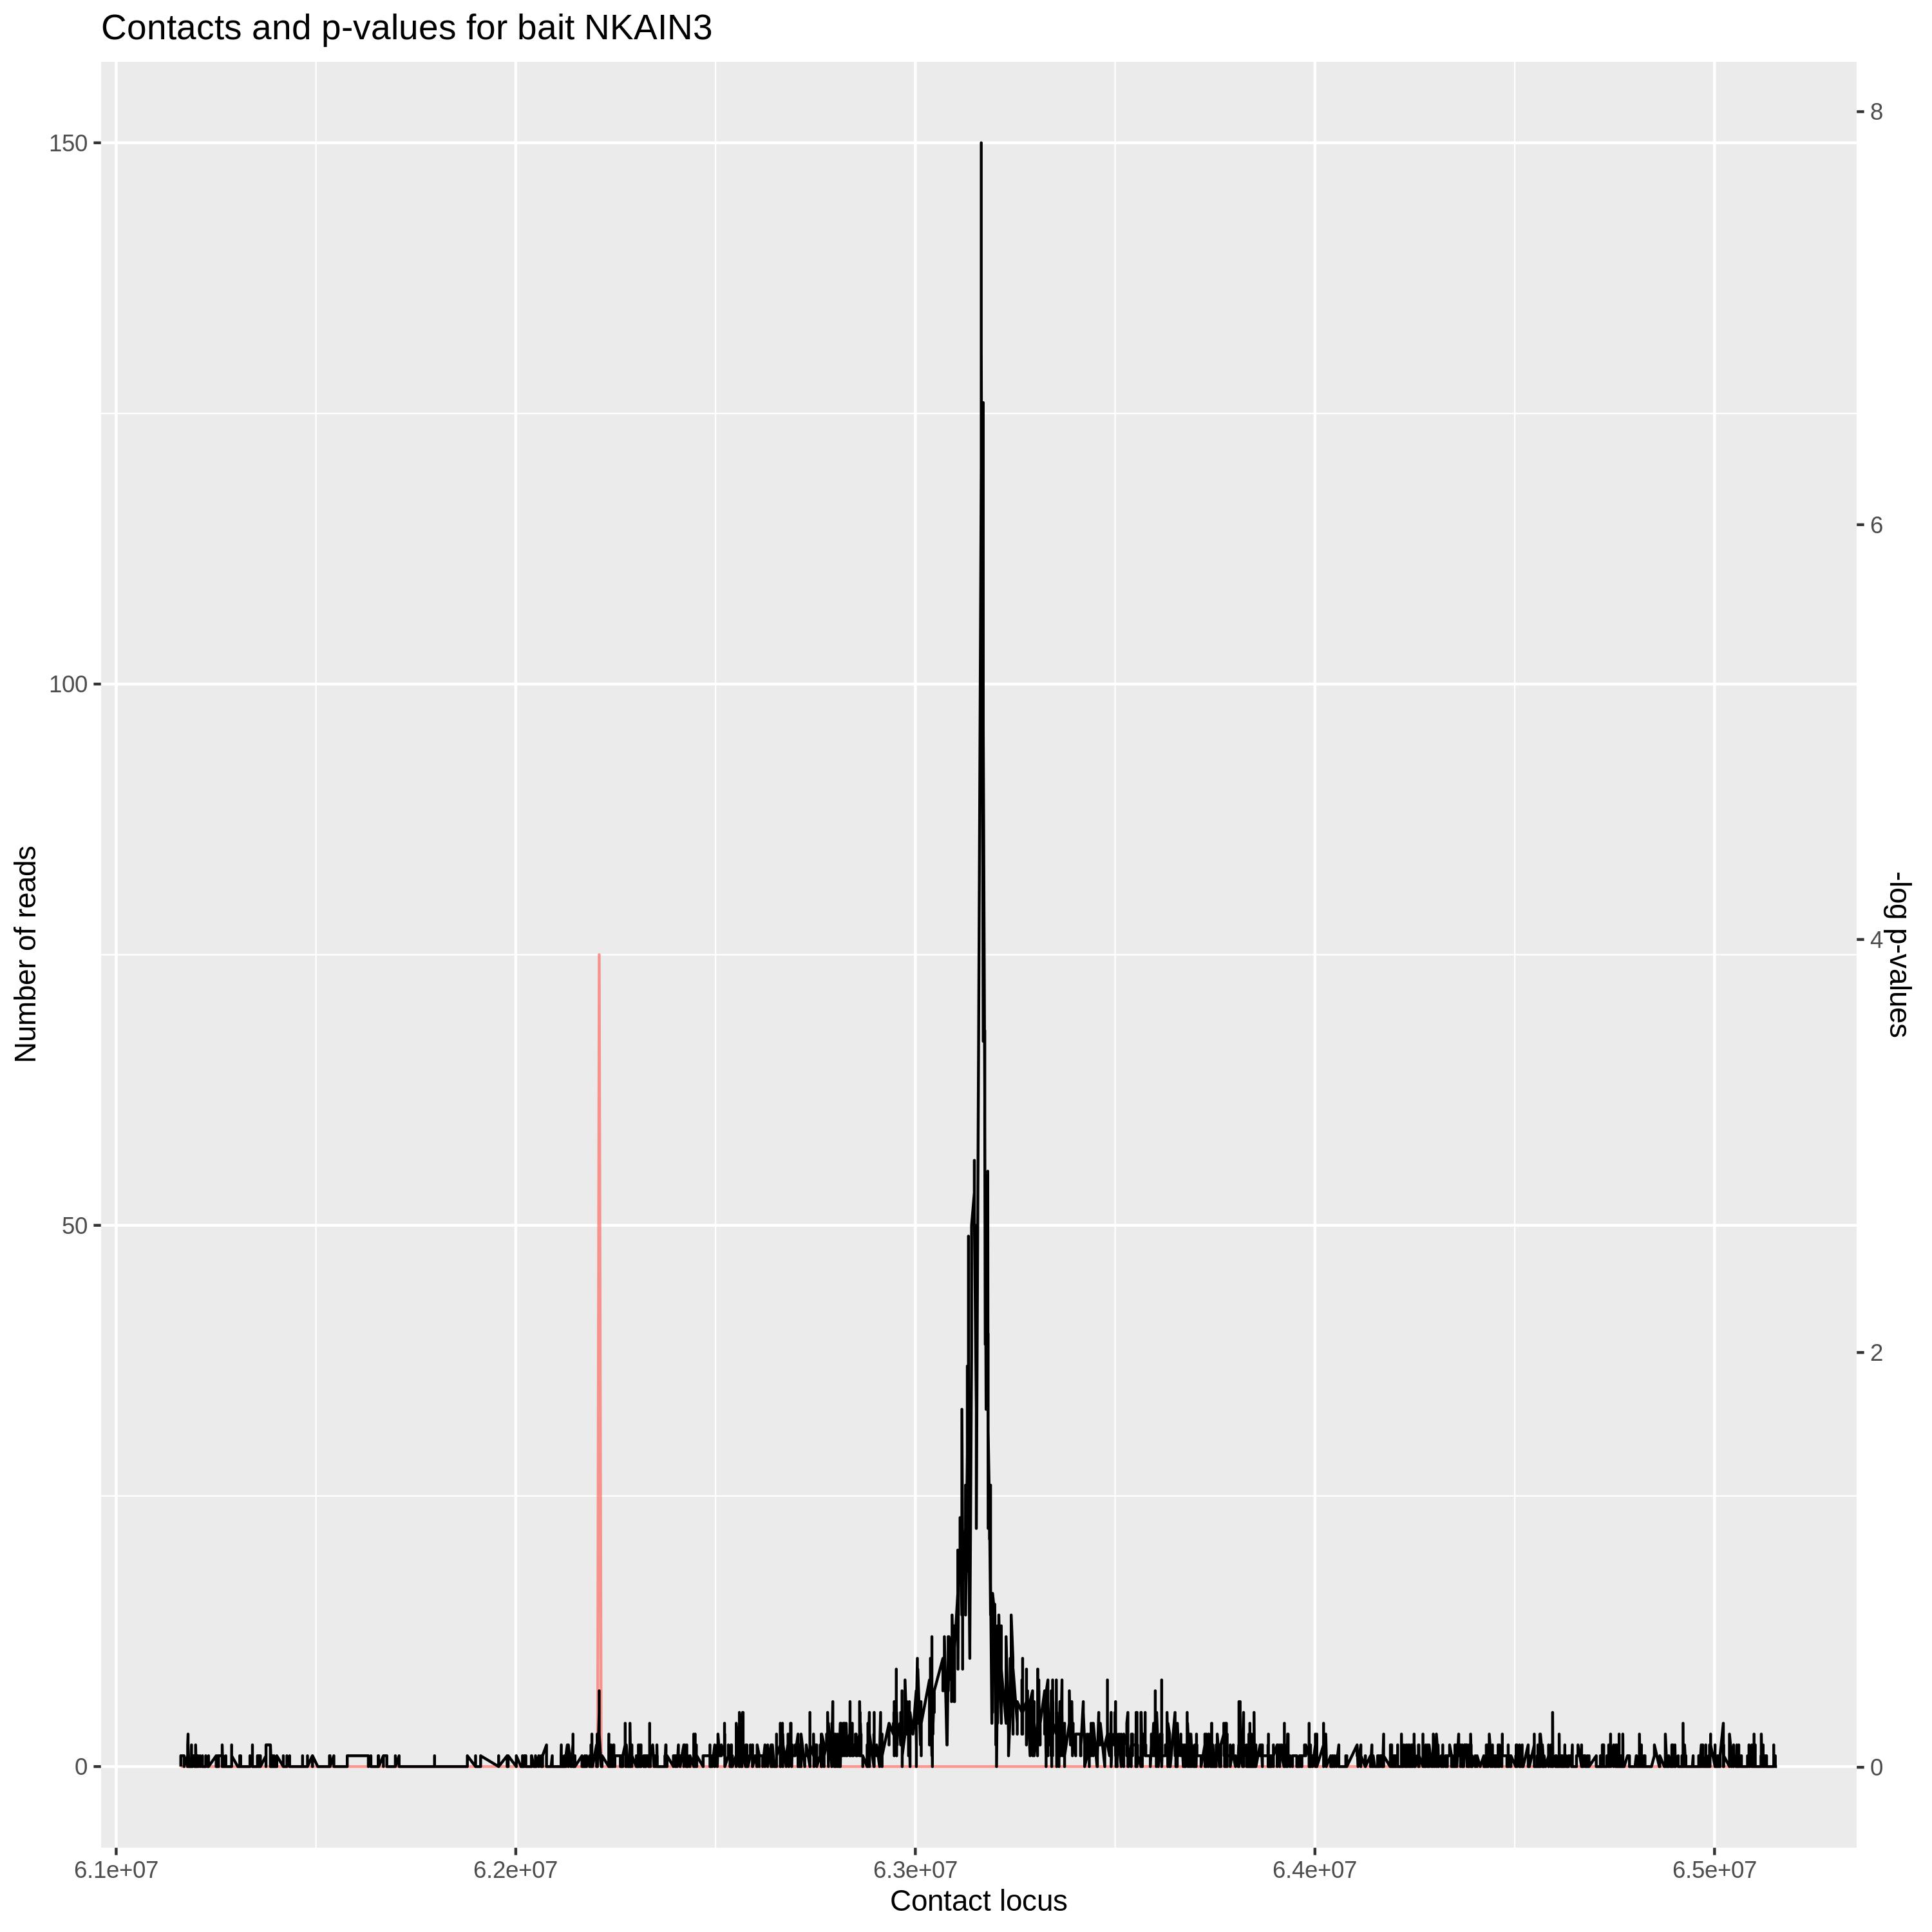 Contacts and p-values for bait NKAIN3
150
100
50
0
Number of reads
8
6
4
2
0
-log p-values
6.1e+07 6.2e+07 6.3e+07 6.4e+07 6.5e+07
Contact locus